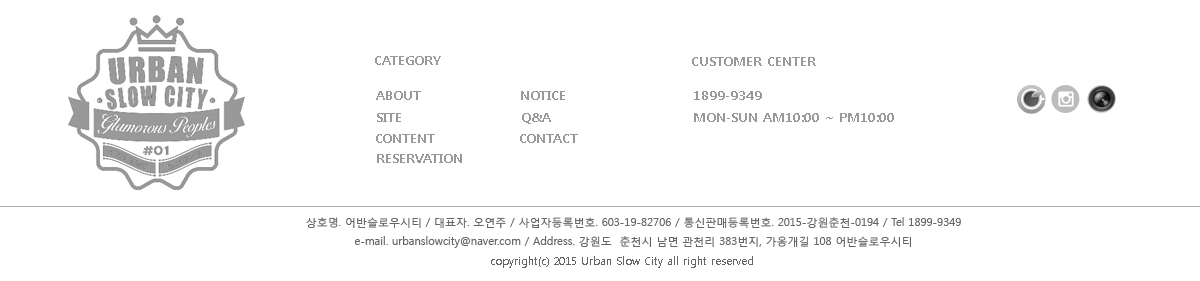 URBAN
SLOW CITY
Glamorous Peoples
#01
CATEGORY
ABOUT
SITE
CONTENT
RESERVATION
NOTICE
Q&A
CONTACT
CUSTOMER CENTER
1899-9349
MON-SUN AM10:00 ~ PM10:00
상호명. 어반슬로우시티 / 대표자. 오연주 / 사업자등록번호. 603-19-82706 / 통신판매등록번호. 2015-강원춘천-0194 / Tel 1899-9349
e-mail. urbanslowcity@naver.com / Address. 강원도 춘천시 남면 관천리 383번지, 가옹개길 108 어반슬로우시티
copyright(c) 2015 Urban Slow City all right reserved